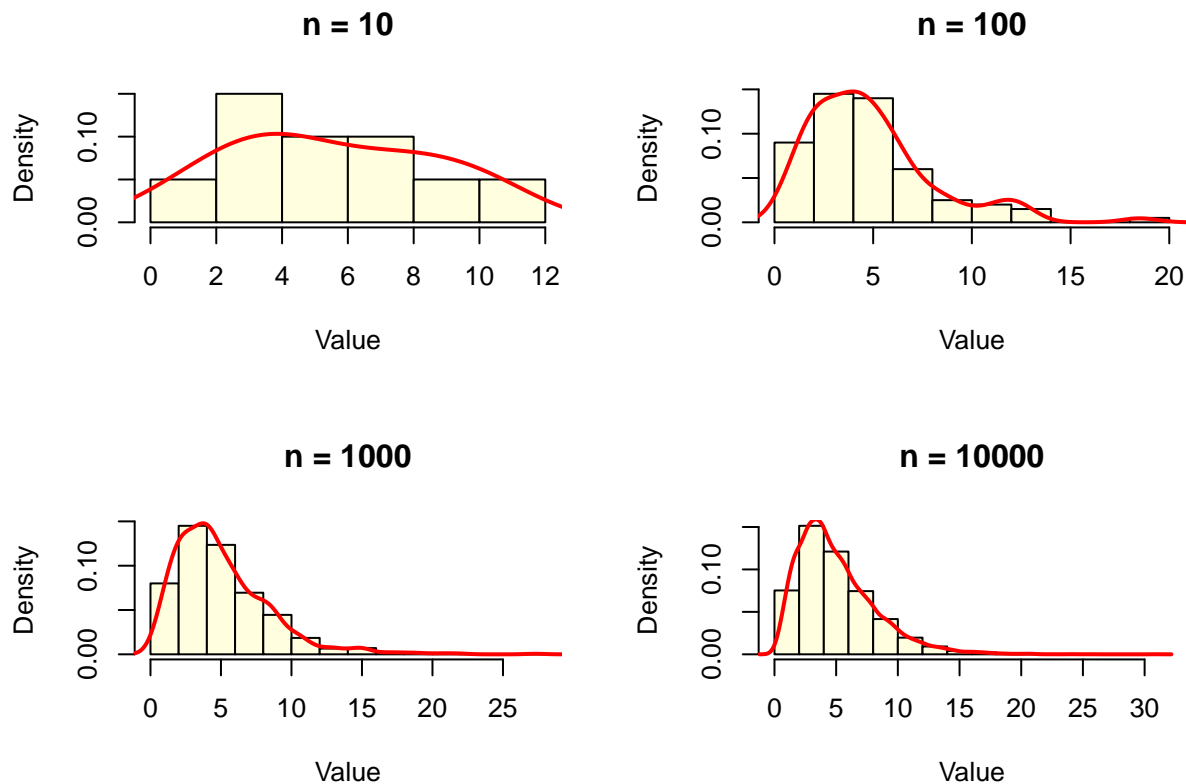 n = 10
Density
0.00 0.10
0 2 4 6 8 10 12
Value
n = 100
Density
0.00 0.10
0 5 10 15 20
Value
n = 1000
Density
0.00 0.10
0 5 10 15 20 25
Value
n = 10000
Density
0.00 0.10
0 5 10 15 20 25 30
Value